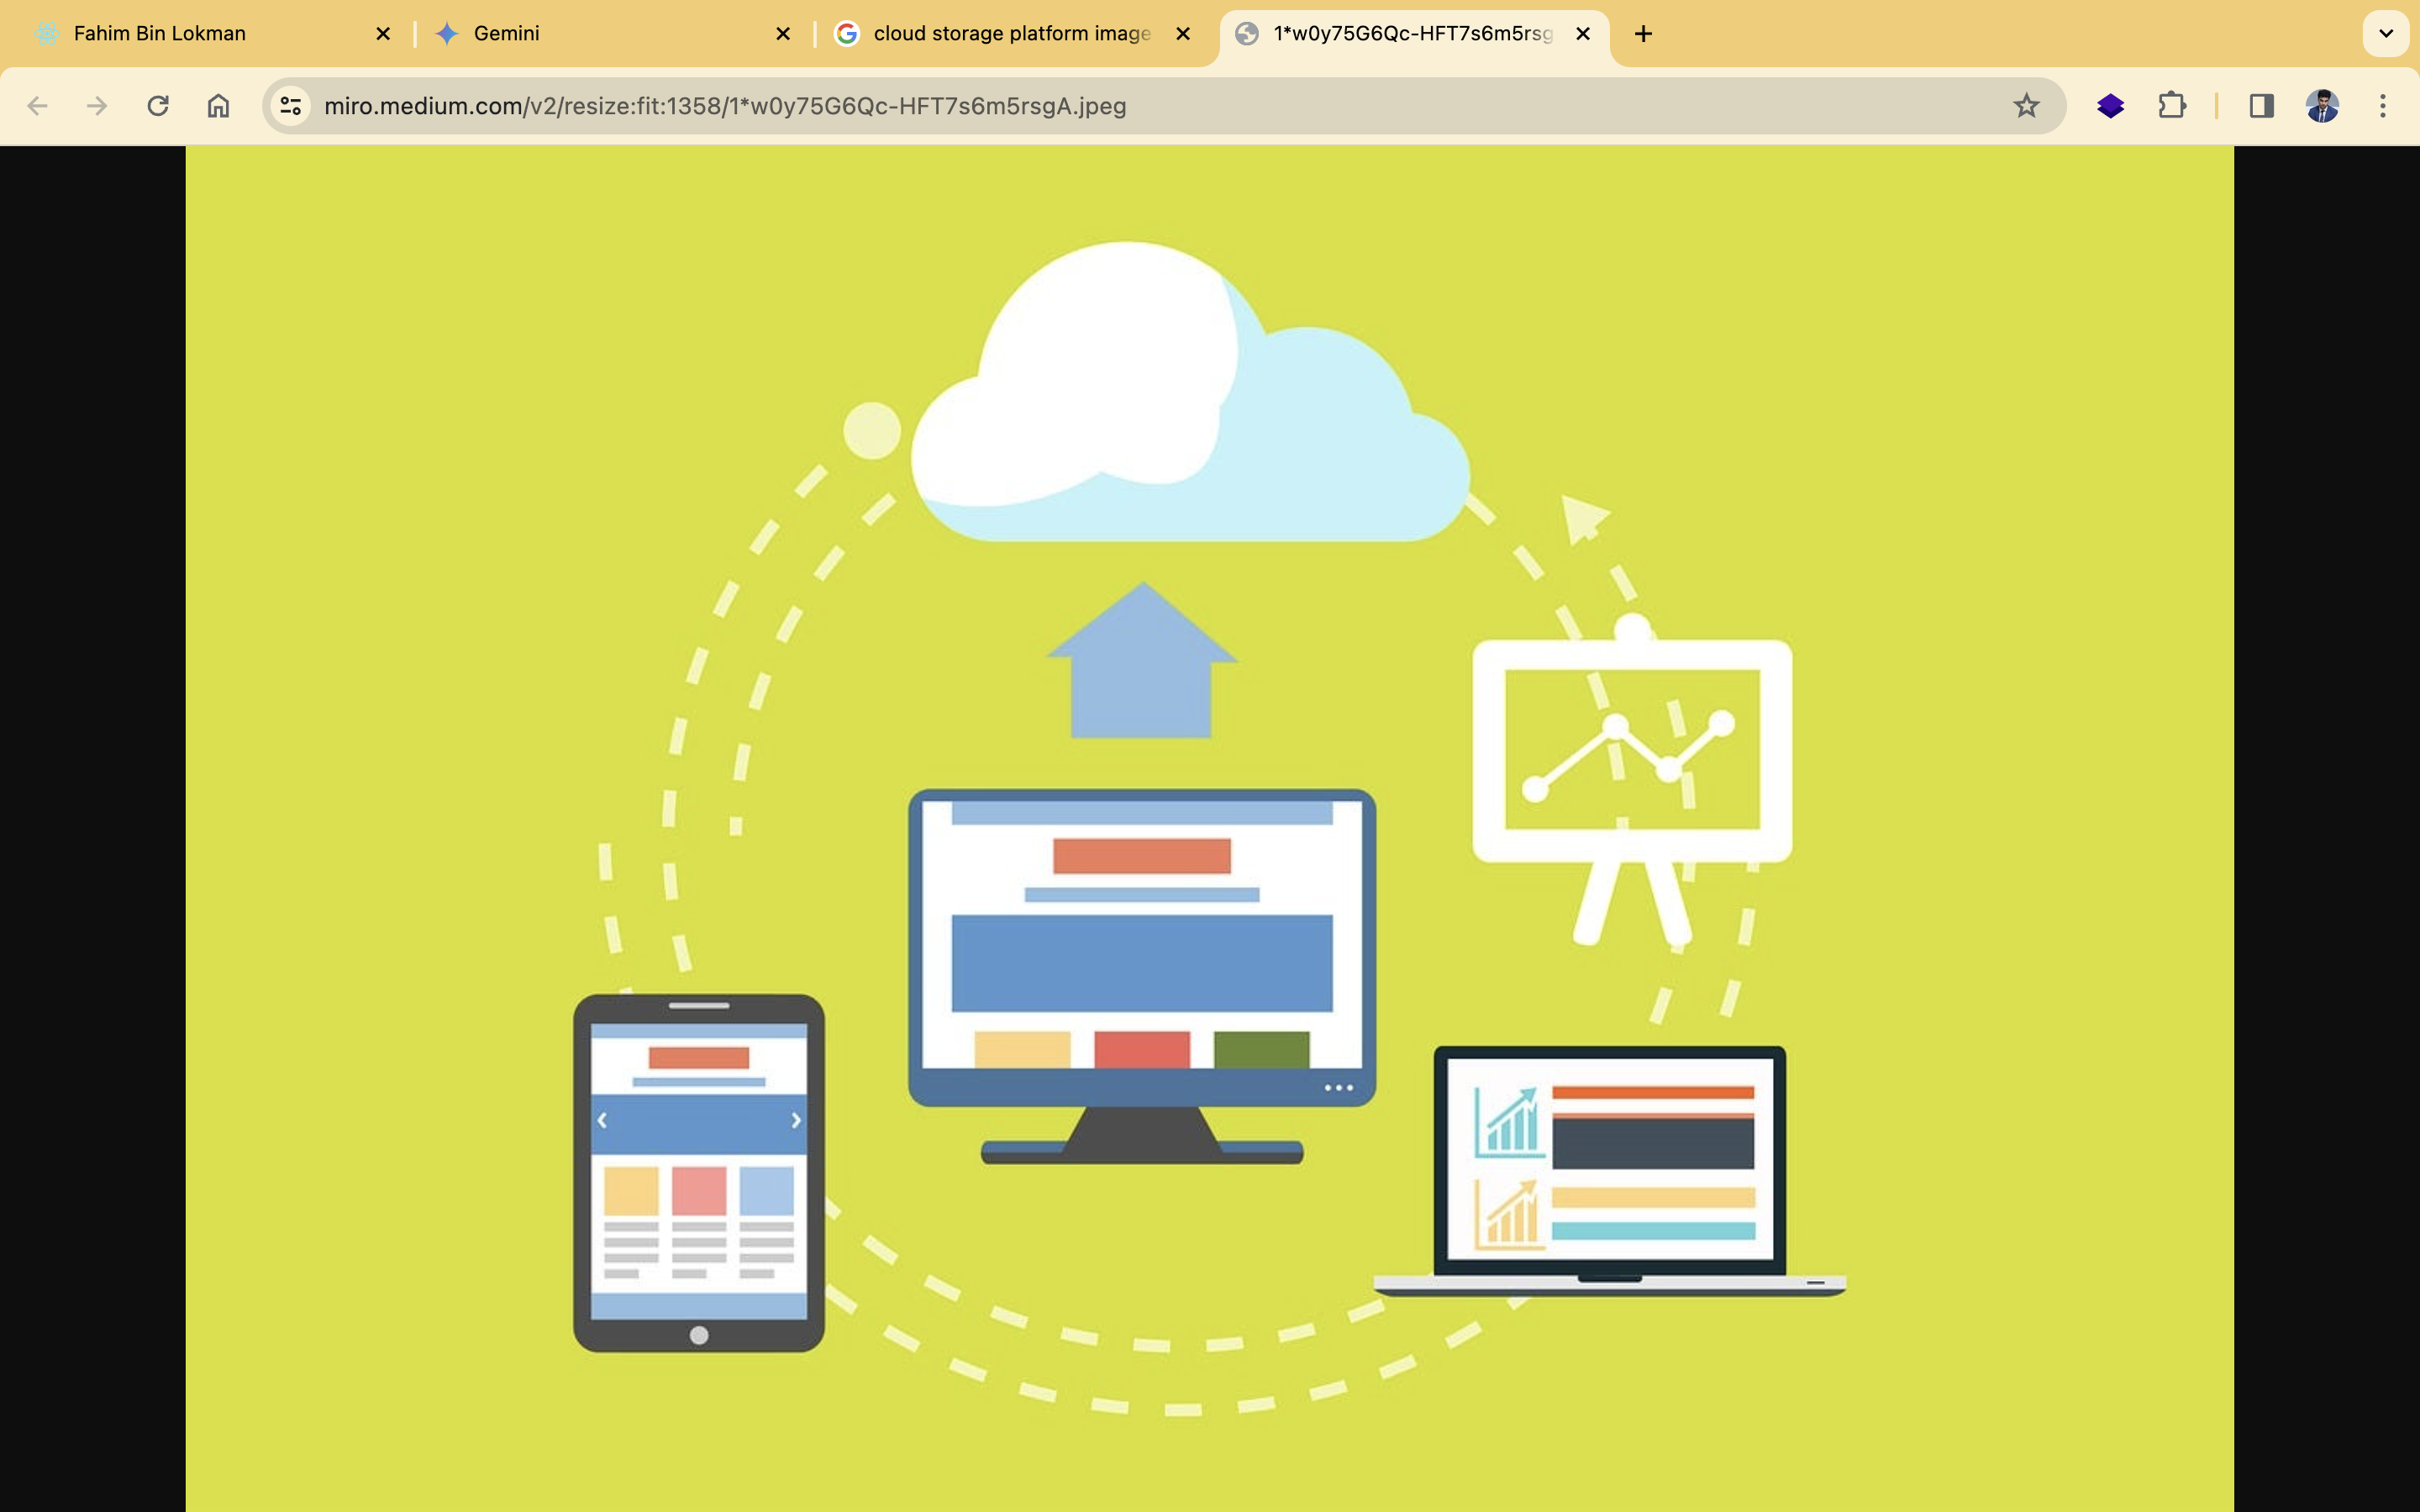 Fahim Bin Lokman
Gemini
cloud storage platform image
1*w0y75G6Qc-HFT7s6m5rsg
miro.medium.com/v2/resize:fit:1358/1*w0y75G6Qc-HFT7s6m5rsgA.jpeg